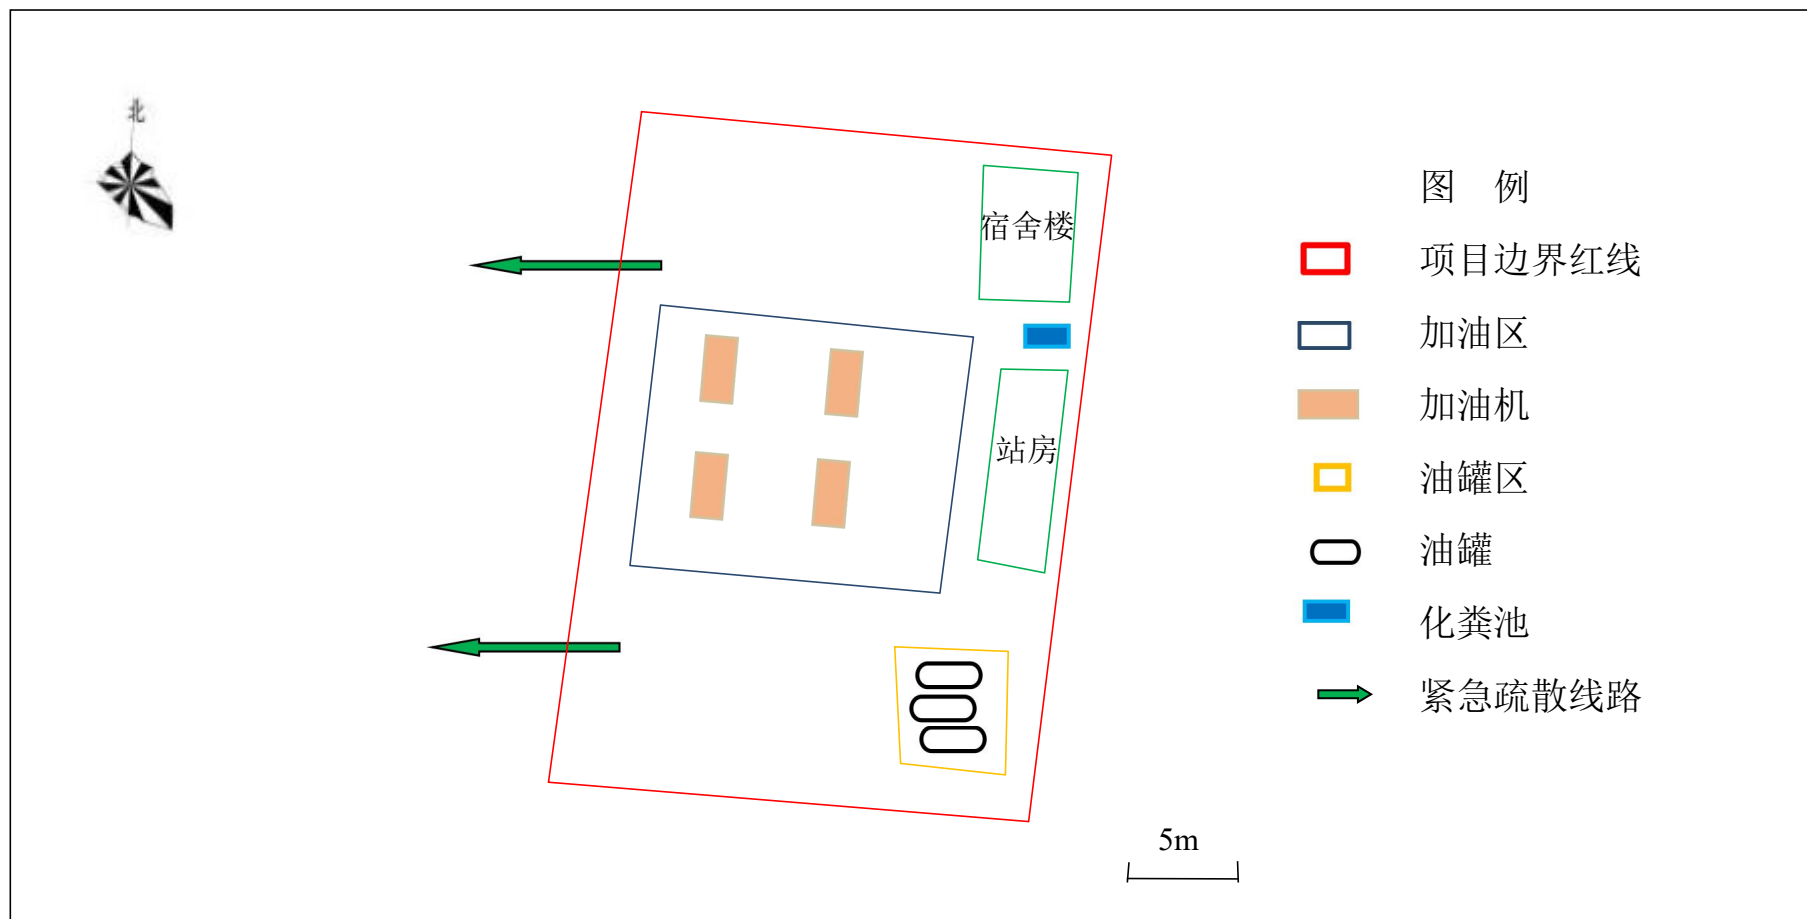 北
宿舍楼
站房
图 例
项目边界红线
加油区
加油机
油罐区
油罐
化粪池
紧急疏散线路
5m